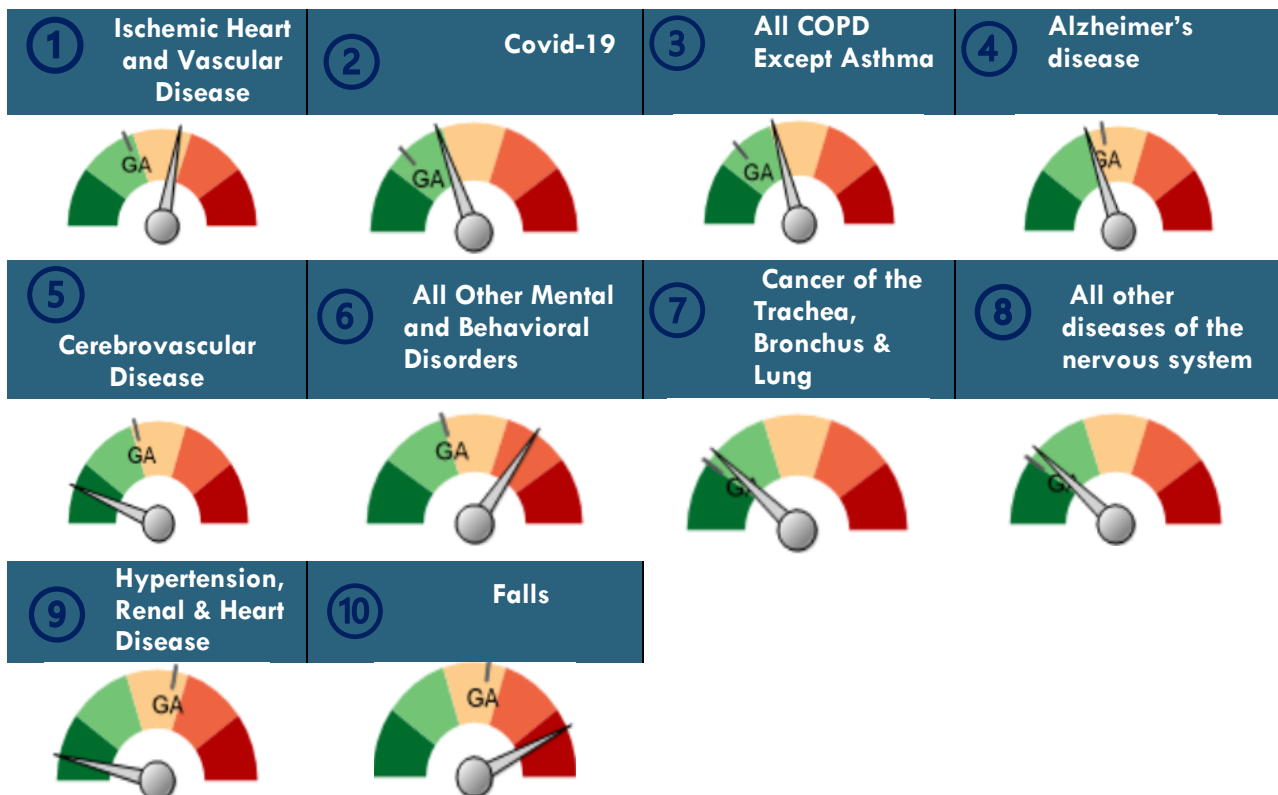 1
Ischemic Heart
and Vascular
Disease
2
Covid-19
3
All COPD
Except Asthma
4
Alzheimer’s
disease
GA
GA
GA
GA
5
Cerebrovascular
Disease
6
All Other Mental
and Behavioral
Disorders
7
Cancer of the
Trachea,
Bronchus &
Lung
8
All other
diseases of the
nervous system
GA
GA
GA
GA
9
Hypertension,
Renal & Heart
Disease
10
Falls
GA
GA